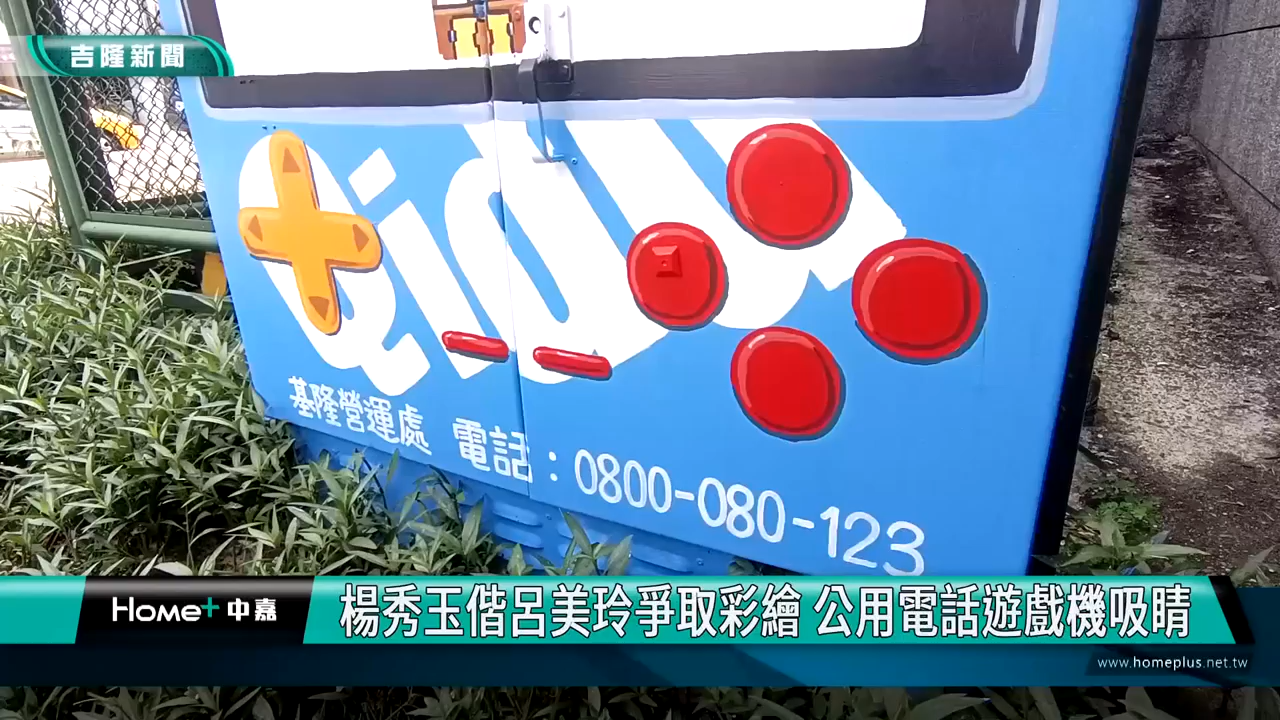 吉隆新聞
Qidu
基隆營運處 電話：0800-080-123
Home+ 中嘉
楊秀玉偕呂美玲爭取彩繪 公用電話遊戲機吸睛
www.homeplus.net.tw